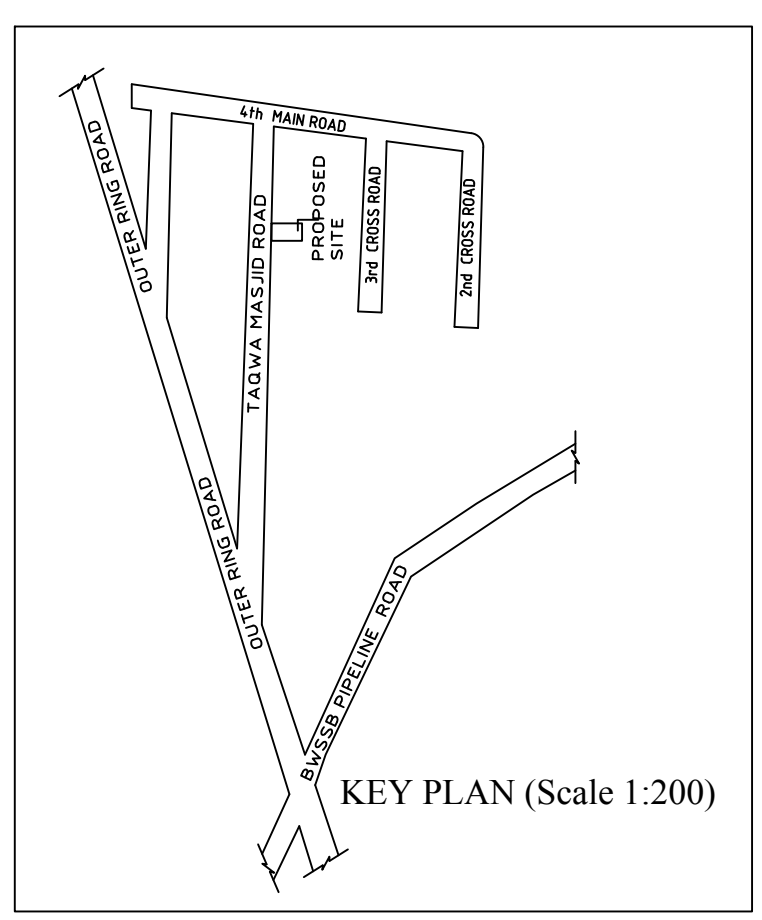 4th MAIN ROAD
OUTER RING ROAD
TAQWA MASJID ROAD
PROPOSED
SITE
3rd CROSS ROAD
2nd CROSS ROAD
OUTER RING ROAD
BWSSB PIPELINE ROAD
KEY PLAN (Scale 1:200)